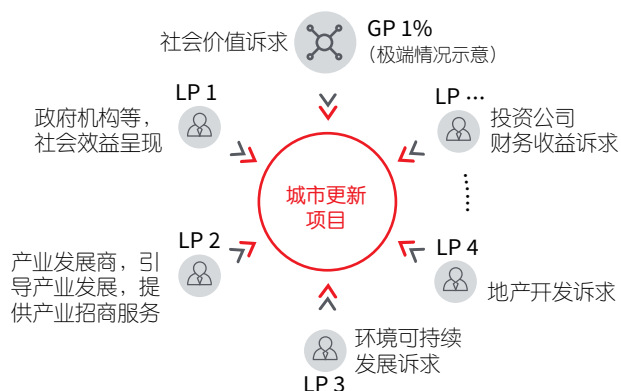 社会价值诉求
GP 1%
（极端情况示意）
LP 1
政府机构等，
社会效益呈现
LP …
投资公司
财务收益诉求
……
城市更新
项目
LP 2
产业发展商，引
导产业发展，提
供产业招商服务
LP 4
地产开发诉求
环境可持续
发展诉求
LP 3